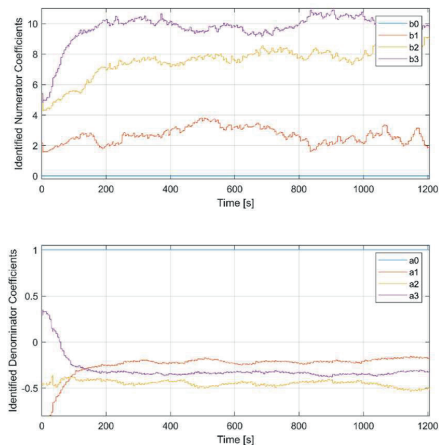 Identified Numerator Coefficients
10
8
6
4
2
0
b0
b1
b2
b3
0 200 400 600 800 1000 1200
Time [s]
Identified Denominator Coefficients
1
0.5
0
-0.5
a0
a1
a2
a3
0 200 400 600 800 1000 1200
Time [s]